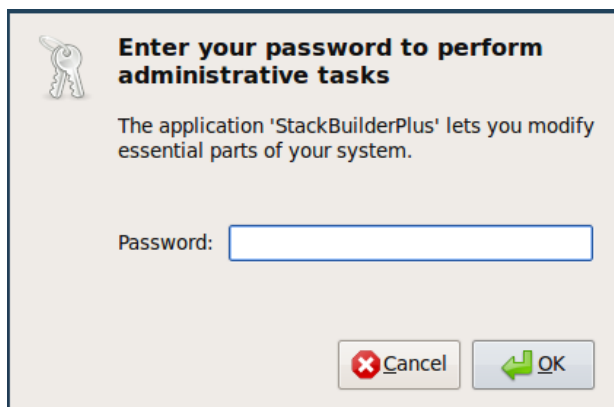 Enter your password to perform
administrative tasks
The application 'StackBuilderPlus' lets you modify
essential parts of your system.
Password:
Cancel
OK